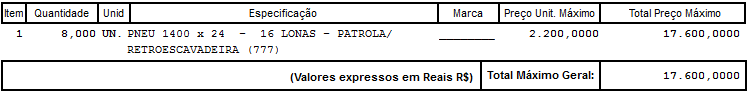 Item Quantidade Unid Especificação Marca Preço Unit. Máximo Total Preço Máximo
1 8,000 UN. PNEU 1400 x 24 - 16 LONAS - PATROLA/ ________ 2.200,0000 17.600,0000
RETROESCAVADEIRA (777)
(Valores expressos em Reais R$) Total Máximo Geral: 17.600,0000